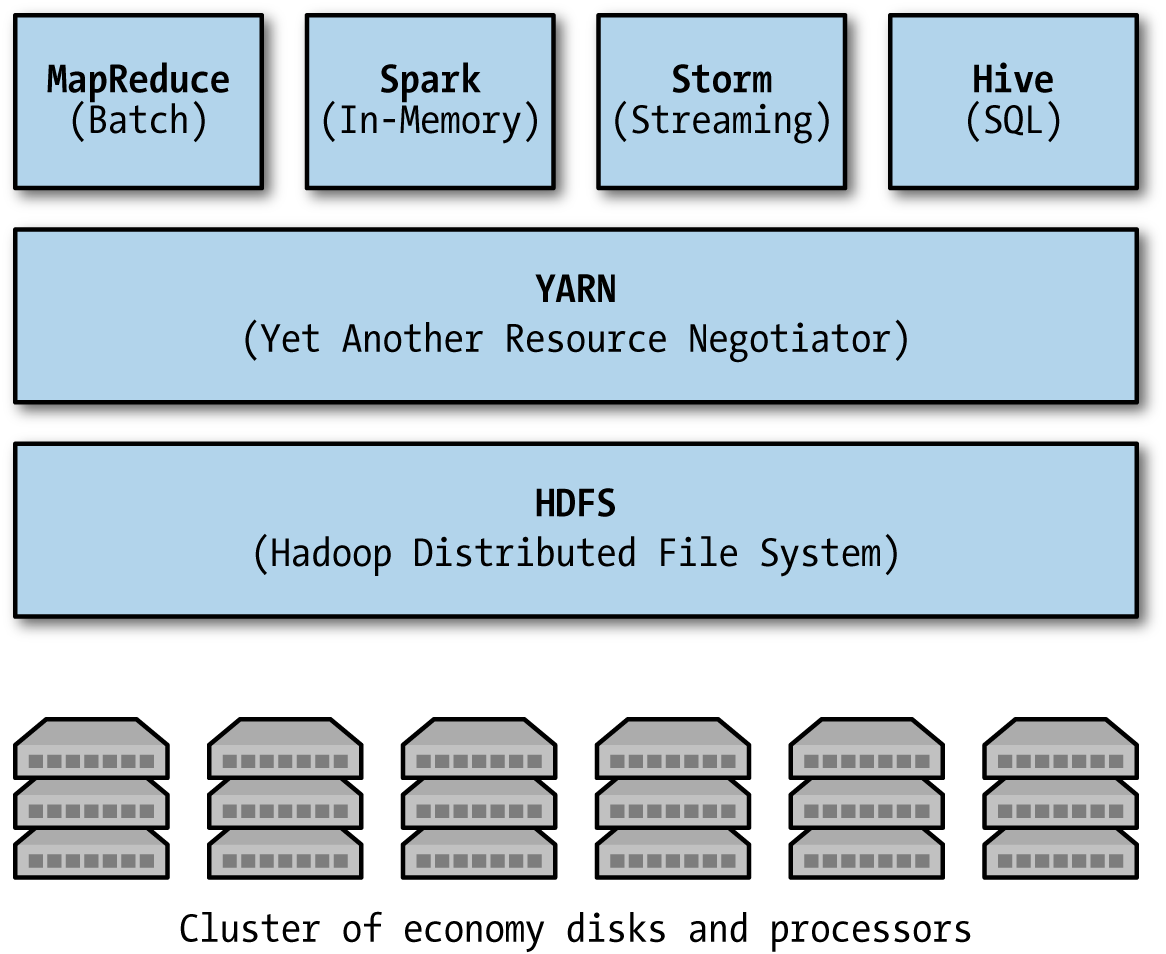 MapReduce
(Batch)
Spark
(In-Memory)
Storm
(Streaming)
Hive
(SQL)
YARN
(Yet Another Resource Negotiator)
HDFS
(Hadoop Distributed File System)
Cluster of economy disks and processors